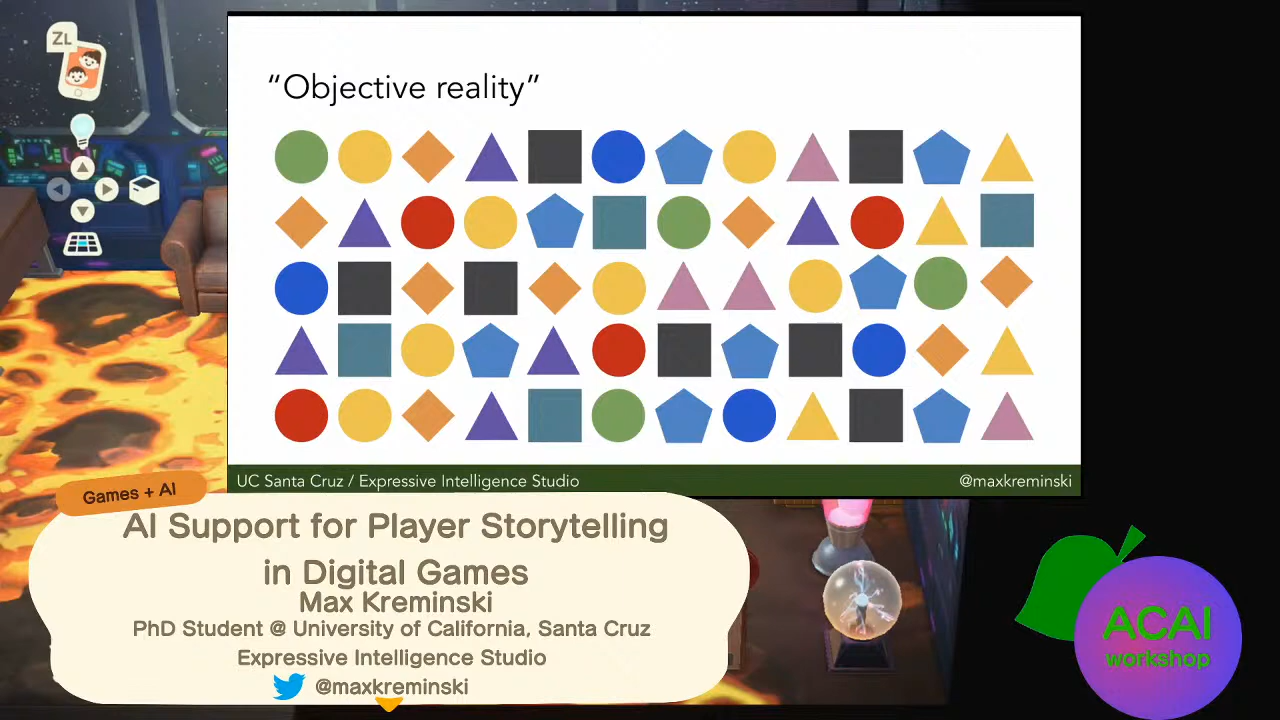 ZL
“Objective reality”
UC Santa Cruz / Expressive Intelligence Studio
@maxkreminski
Games + AI
AI Support for Player Storytelling
in Digital Games
Max Kreminski
PhD Student @ University of California, Santa Cruz
Expressive Intelligence Studio
@maxkreminski
ACAI
workshop